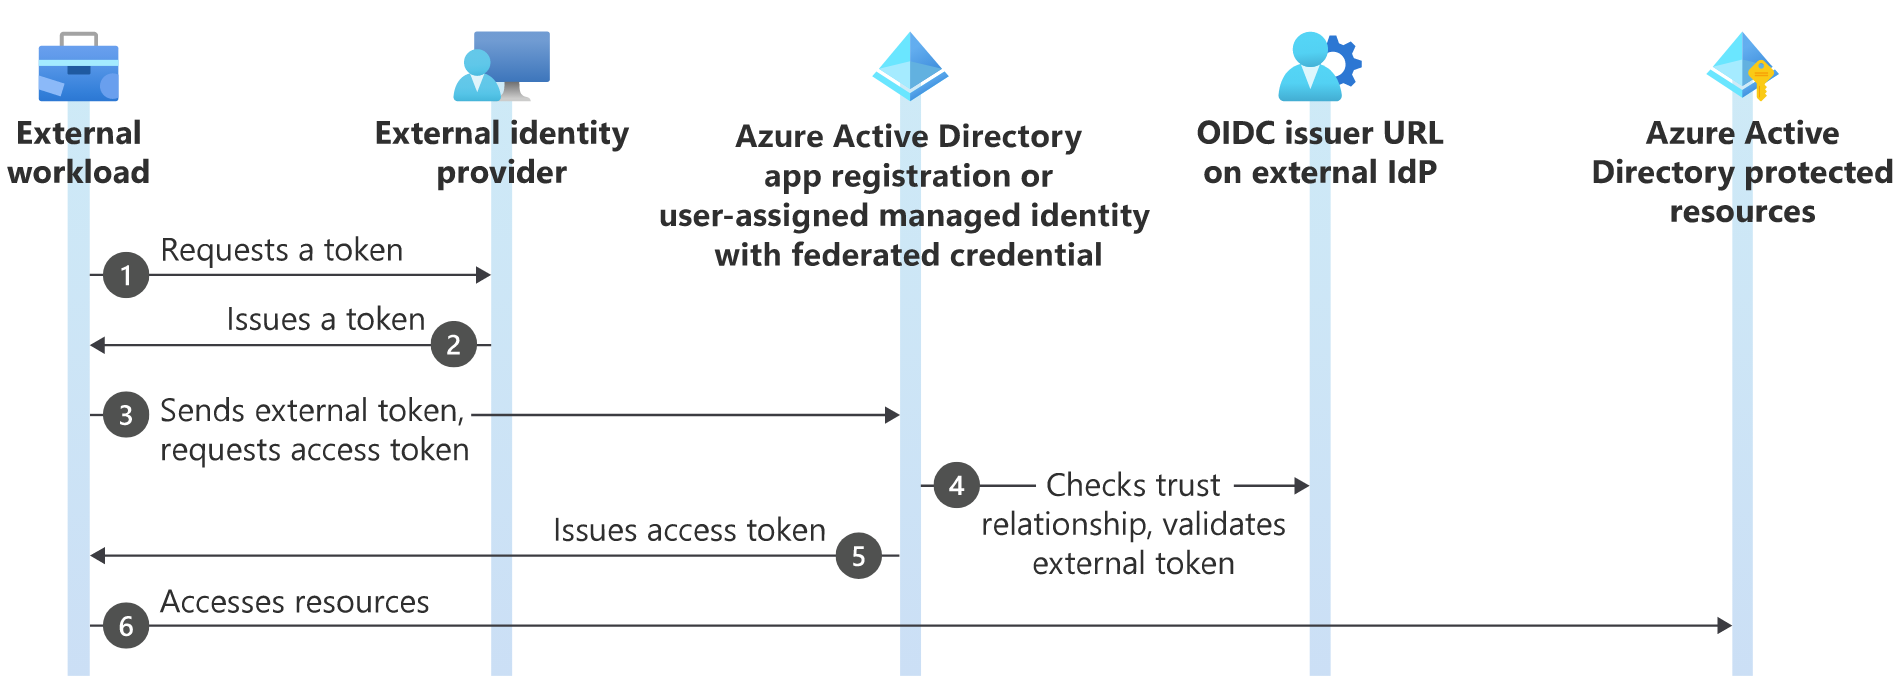 External
workload
External identity
provider
Azure Active Directory
app registration or
user-assigned managed identity
with federated credential
OIDC issuer URL
on external IdP
Azure Active
Directory protected
resources
Requests a token
1
Issues a token
2
3
Sends external token,
requests access token
4
Checks trust
relationship, validates
external token
Issues access token
5
Accesses resources
6